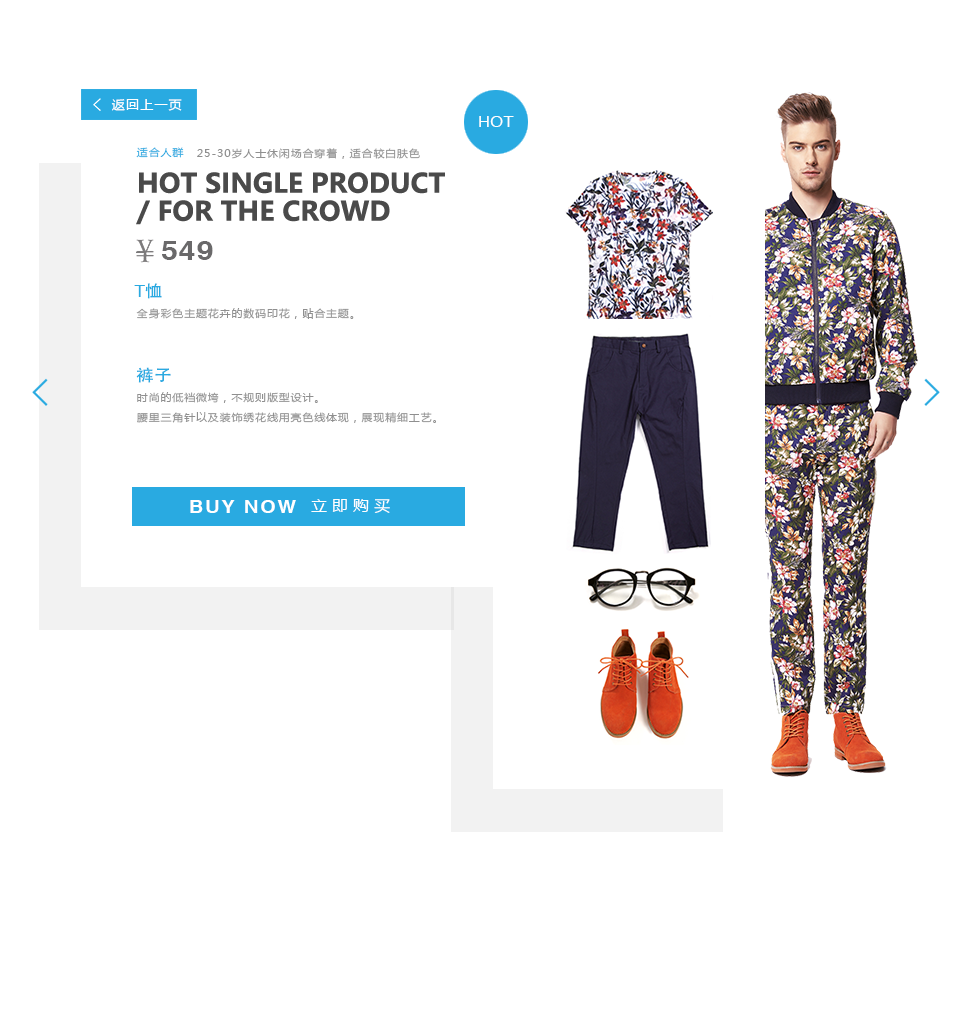 返回上一页
HOT
适合人群 25-30岁人士休闲场合穿着，适合较白肤色
HOT SINGLE PRODUCT
/ FOR THE CROWD
¥ 549
T恤
全身彩色主题花卉的数码印花，贴合主题。
裤子
时尚的低裆微垮，不规则版型设计。
腰里三角针以及装饰绣花线用亮色线体现，展现精细工艺。
BUY NOW 立即购买